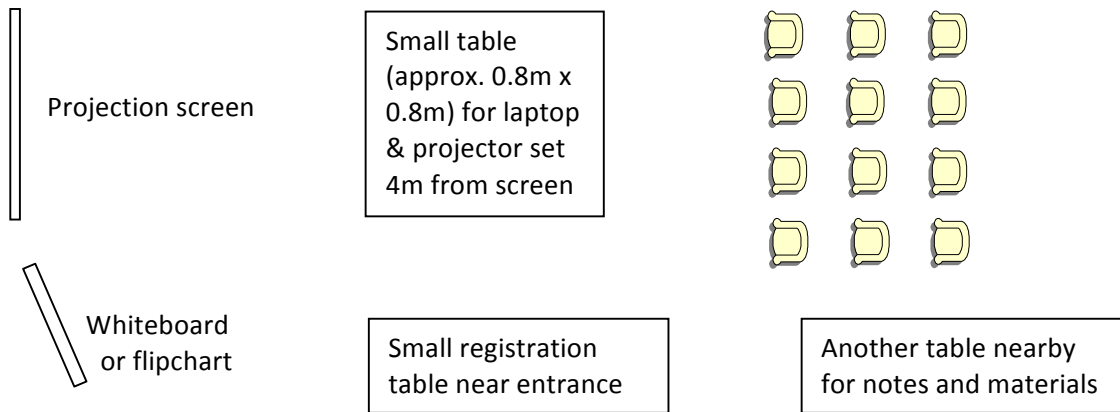 Projection screen
Small table
(approx. 0.8m x
0.8m) for laptop
& projector set
4m from screen
Whiteboard
or flipchart
Small registration
table near entrance
Another table nearby
for notes and materials